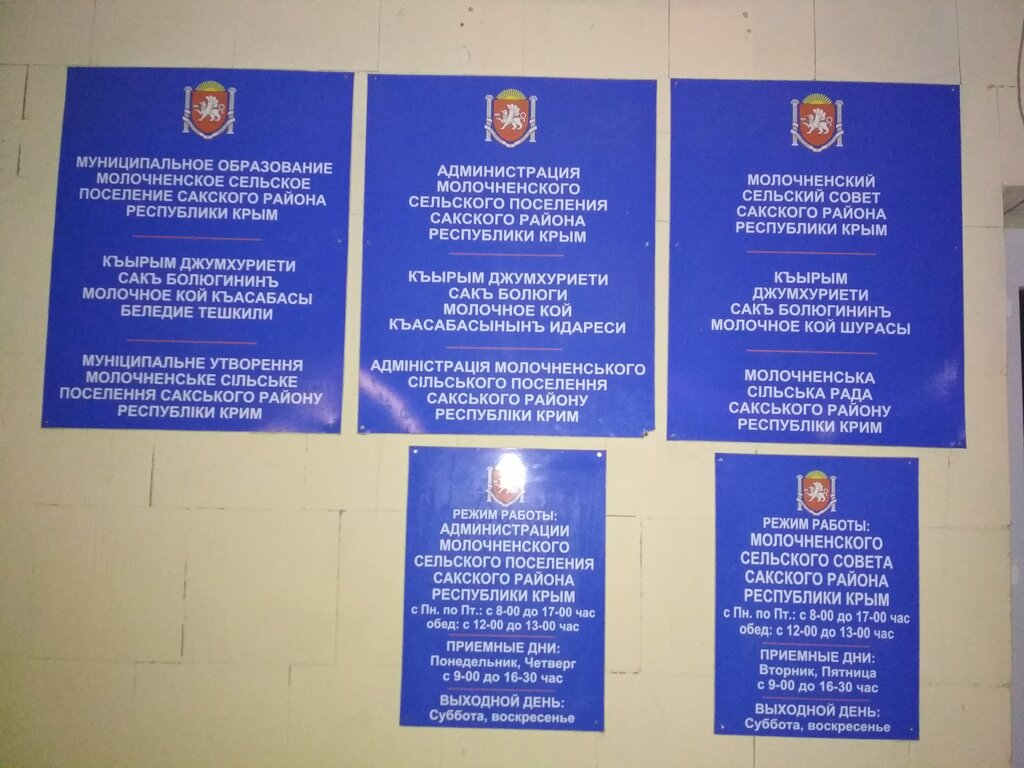 МУНИЦИПАЛЬНОЕ ОБРАЗОВАНИЕ
МОЛОЧНЕНСКОЕ СЕЛЬСКОЕ
ПОСЕЛЕНИЕ САКСКОГО РАЙОНА
РЕСПУБЛИКИ КРЫМ
КЪЫРЫМ ДЖУМХУРИЕТИ
САКЪ БОЛЮГИНИНЪ
МОЛОЧНОЕ КОЙ КЪАСАБАСЫ
БЕЛЕДИЕ ТЕШКИЛИ
МУНІЦИПАЛЬНЕ УТВОРЕННЯ
МОЛОЧНЕНСЬКЕ СІЛЬСЬКЕ
ПОСЕЛЕННЯ САКСЬКОГО РАЙОНУ
РЕСПУБЛІКИ КРИМ
АДМИНИСТРАЦИЯ
МОЛОЧНЕНСКОГО
СЕЛЬСКОГО ПОСЕЛЕНИЯ
САКСКОГО РАЙОНА
РЕСПУБЛИКИ КРЫМ
КЪЫРЫМ ДЖУМХУРИЕТИ
САКЪ БОЛЮГИ
МОЛОЧНОЕ КОЙ
КЪАСАБАСЫНЫНЪ ИДАРЕСИ
АДМІНІСТРАЦІЯ МОЛОЧНЕНСЬКОГО
СІЛЬСЬКОГО ПОСЕЛЕННЯ
САКСЬКОГО РАЙОНУ
РЕСПУБЛІКИ КРИМ
МОЛОЧНЕНСКИЙ
СЕЛЬСКИЙ СОВЕТ
САКСКОГО РАЙОНА
РЕСПУБЛИКИ КРЫМ
КЪЫРЫМ
ДЖУМХУРИЕТИ
САКЪ БОЛЮГИНИНЪ
МОЛОЧНОЕ КОЙ ШУРАСЫ
МОЛОЧНЕНСЬКА
СІЛЬСЬКА РАДА
САКСЬКОГО РАЙОНУ
РЕСПУБЛІКИ КРИМ
РЕЖИМ РАБОТЫ:
АДМИНИСТРАЦИИ
МОЛОЧНЕНСКОГО
СЕЛЬСКОГО ПОСЕЛЕНИЯ
САКСКОГО РАЙОНА
РЕСПУБЛИКИ КРЫМ
с Пн. по Пт.: с 8-00 до 17-00 час
обед: с 12-00 до 13-00 час
ПРИЕМНЫЕ ДНИ:
Понедельник, Четверг
с 9-00 до 16-30 час
ВЫХОДНОЙ ДЕНЬ:
Суббота, воскресенье
РЕЖИМ РАБОТЫ:
МОЛОЧНЕНСКОГО
СЕЛЬСКОГО СОВЕТА
САКСКОГО РАЙОНА
РЕСПУБЛИКИ КРЫМ
с Пн. по Пт.: с 8-00 до 17-00 час
обед: с 12-00 до 13-00 час
ПРИЕМНЫЕ ДНИ:
Вторник, Пятница
с 9-00 до 16-30 час
ВЫХОДНОЙ ДЕНЬ:
Суббота, воскресенье